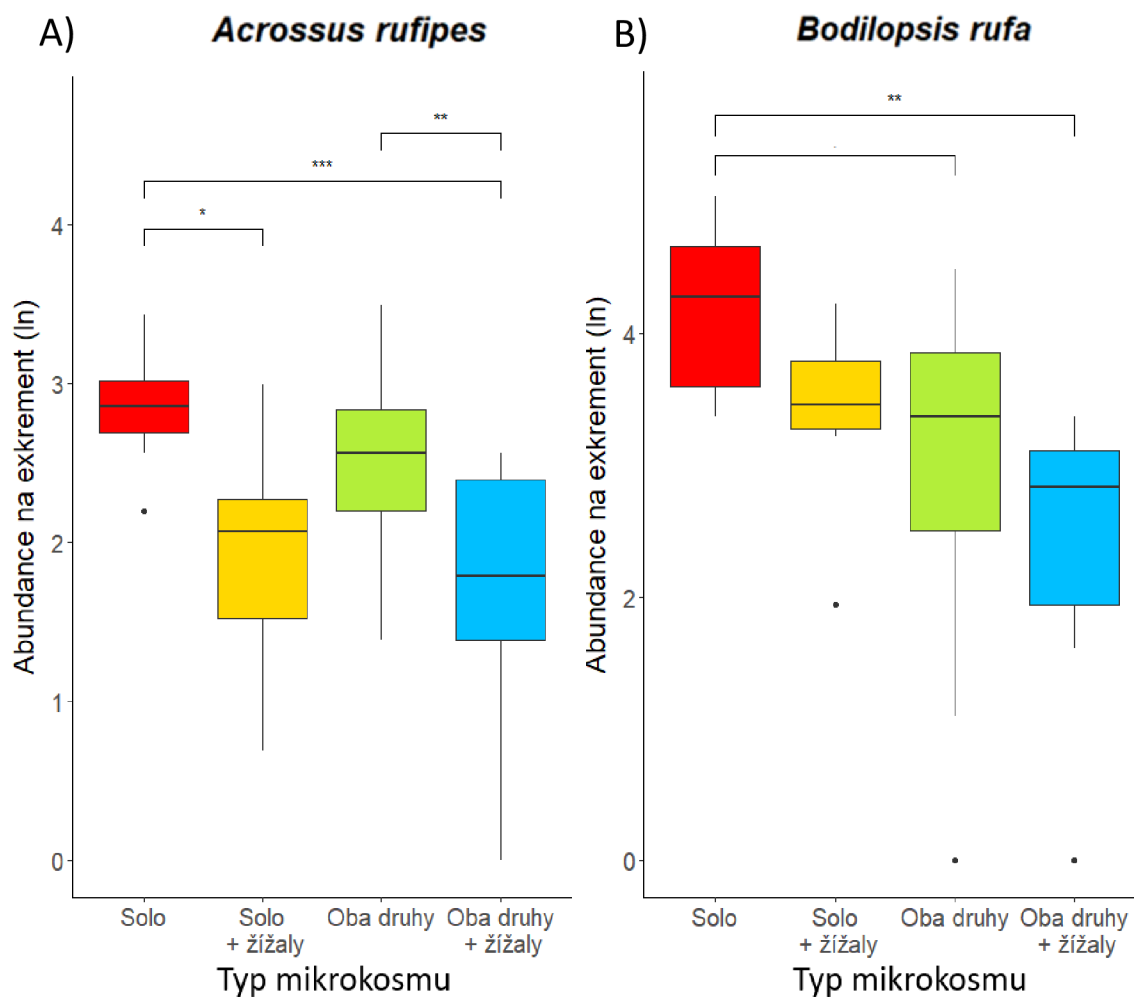 A)
Acrossus rufipes
**
***
*
Abundance na exkrement (ln)
4
3
2
1
0
Solo
Solo
+ žížaly
Oba druhy
Oba druhy
+ žížaly
Typ mikrokosmu
B)
Bodilopsis rufa
**
.
Abundance na exkrement (ln)
4
2
0
Solo
Solo
+ žížaly
Oba druhy
Oba druhy
+ žížaly
Typ mikrokosmu